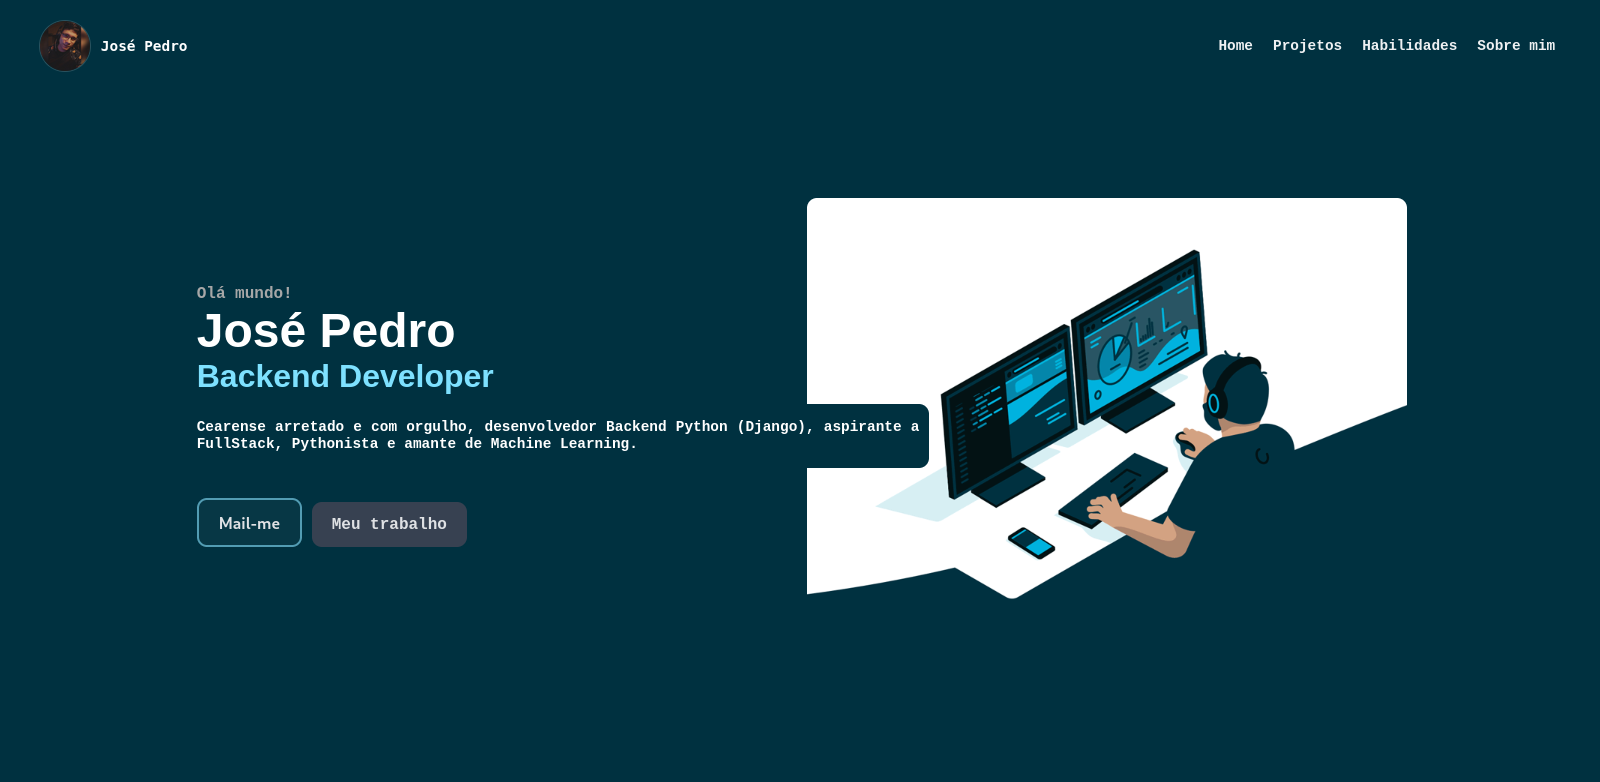 José Pedro
Home Projetos Habilidades Sobre mim
Olá mundo!
José Pedro
Backend Developer
Cearense arretado e com orgulho, desenvolvedor Backend Python (Django), aspirante a
FullStack, Pythonista e amante de Machine Learning.
Mail-me
Meu trabalho